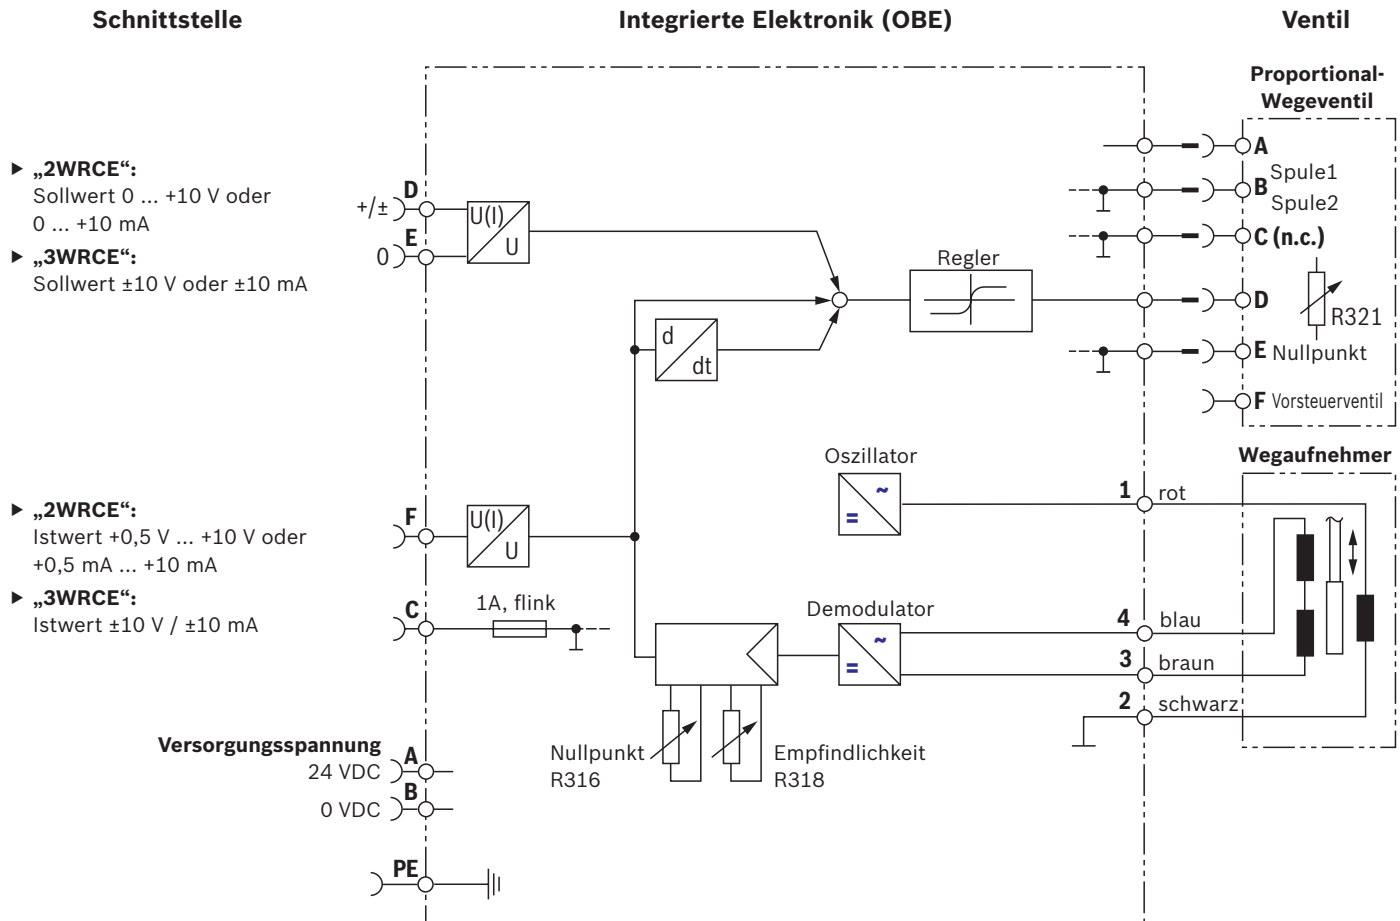 Schnittstelle
Integrierte Elektronik (OBE)
Ventil
Proportional-
Wegeventil
▶ „2WRCE“:
Sollwert 0 ... +10 V oder
0 ... +10 mA
▶ „3WRCE“:
Sollwert ±10 V oder ±10 mA
+/±
D
0
E
U(I)
U
Regler
d
dt
A
Spule1
B
Spule2
C (n.c.)
D
R321
E Nullpunkt
F Vorsteuerventil
Wegaufnehmer
▶ „2WRCE“:
Istwert +0,5 V ... +10 V oder
+0,5 mA ... +10 mA
▶ „3WRCE“:
Istwert ±10 V / ±10 mA
F
U(I)
U
C
1A, flink
Oszillator
~
=
1 rot
Demodulator
~
=
4 blau
3 braun
2 schwarz
Nullpunkt
R316
Empfindlichkeit
R318
Versorgungsspannung
24 VDC
A
0 VDC
B
PE